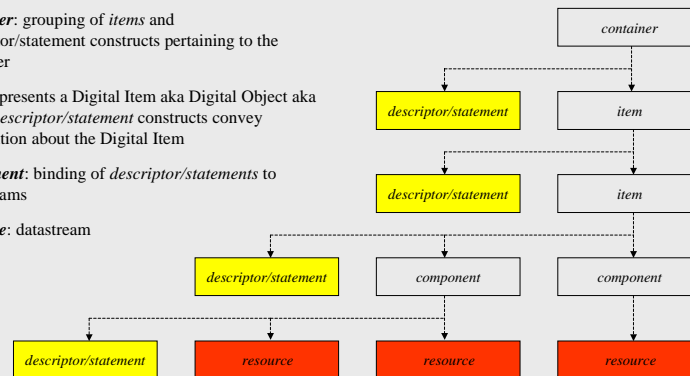 er: grouping of items and
or/statement constructs pertaining to the
er
presents a Digital Item aka Digital Object aka
escriptor/statement constructs convey
tion about the Digital Item
nent: binding of descriptor/statements to
ams
e: datastream
container
descriptor/statement
item
descriptor/statement
item
descriptor/statement
component
component
descriptor/statement
resource
resource
resource